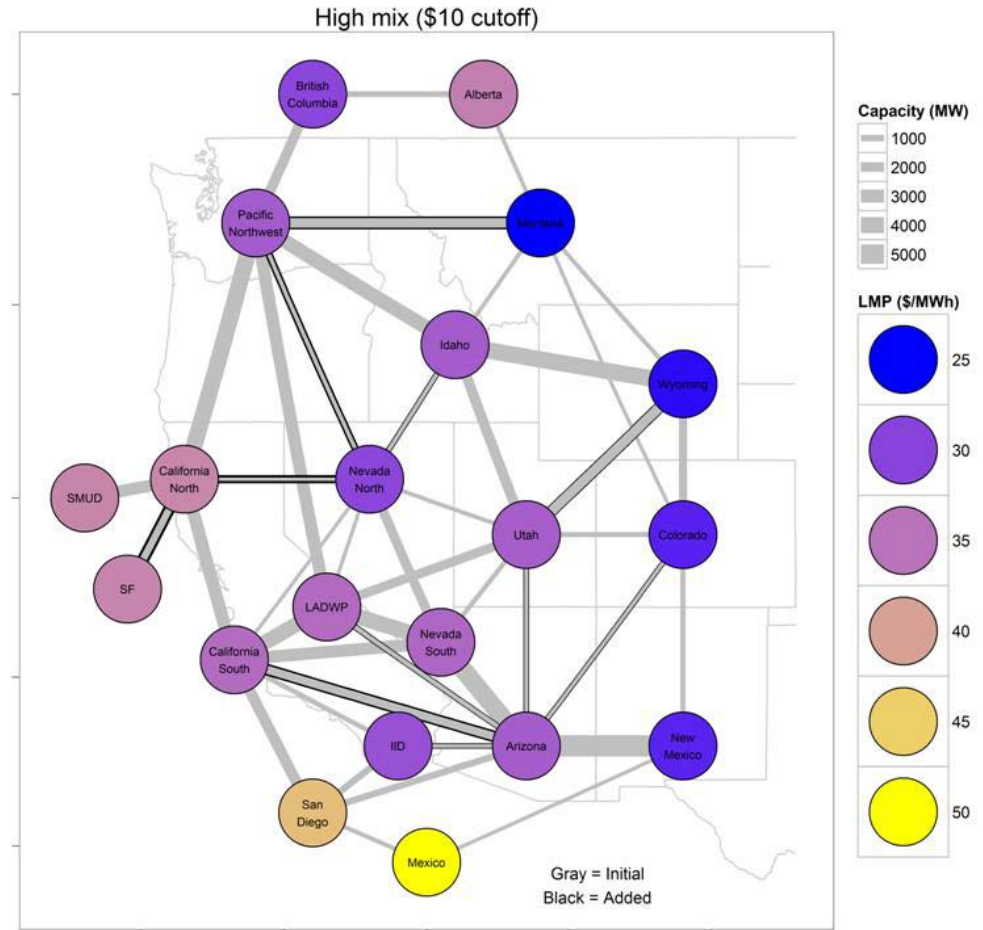 High mix ($10 cutoff)
British
Columbia
Alberta
Pacific
Northwest
Montana
Idaho
Wyoming
California
North
Nevada
North
SMUD
SF
Utah
Colorado
LADWP
Nevada
South
California
South
IID
Arizona
New
Mexico
San
Diego
Mexico
Gray = Initial
Black = Added
Capacity (MW)
1000
2000
3000
4000
5000
LMP ($/MWh)
25
30
35
40
45
50